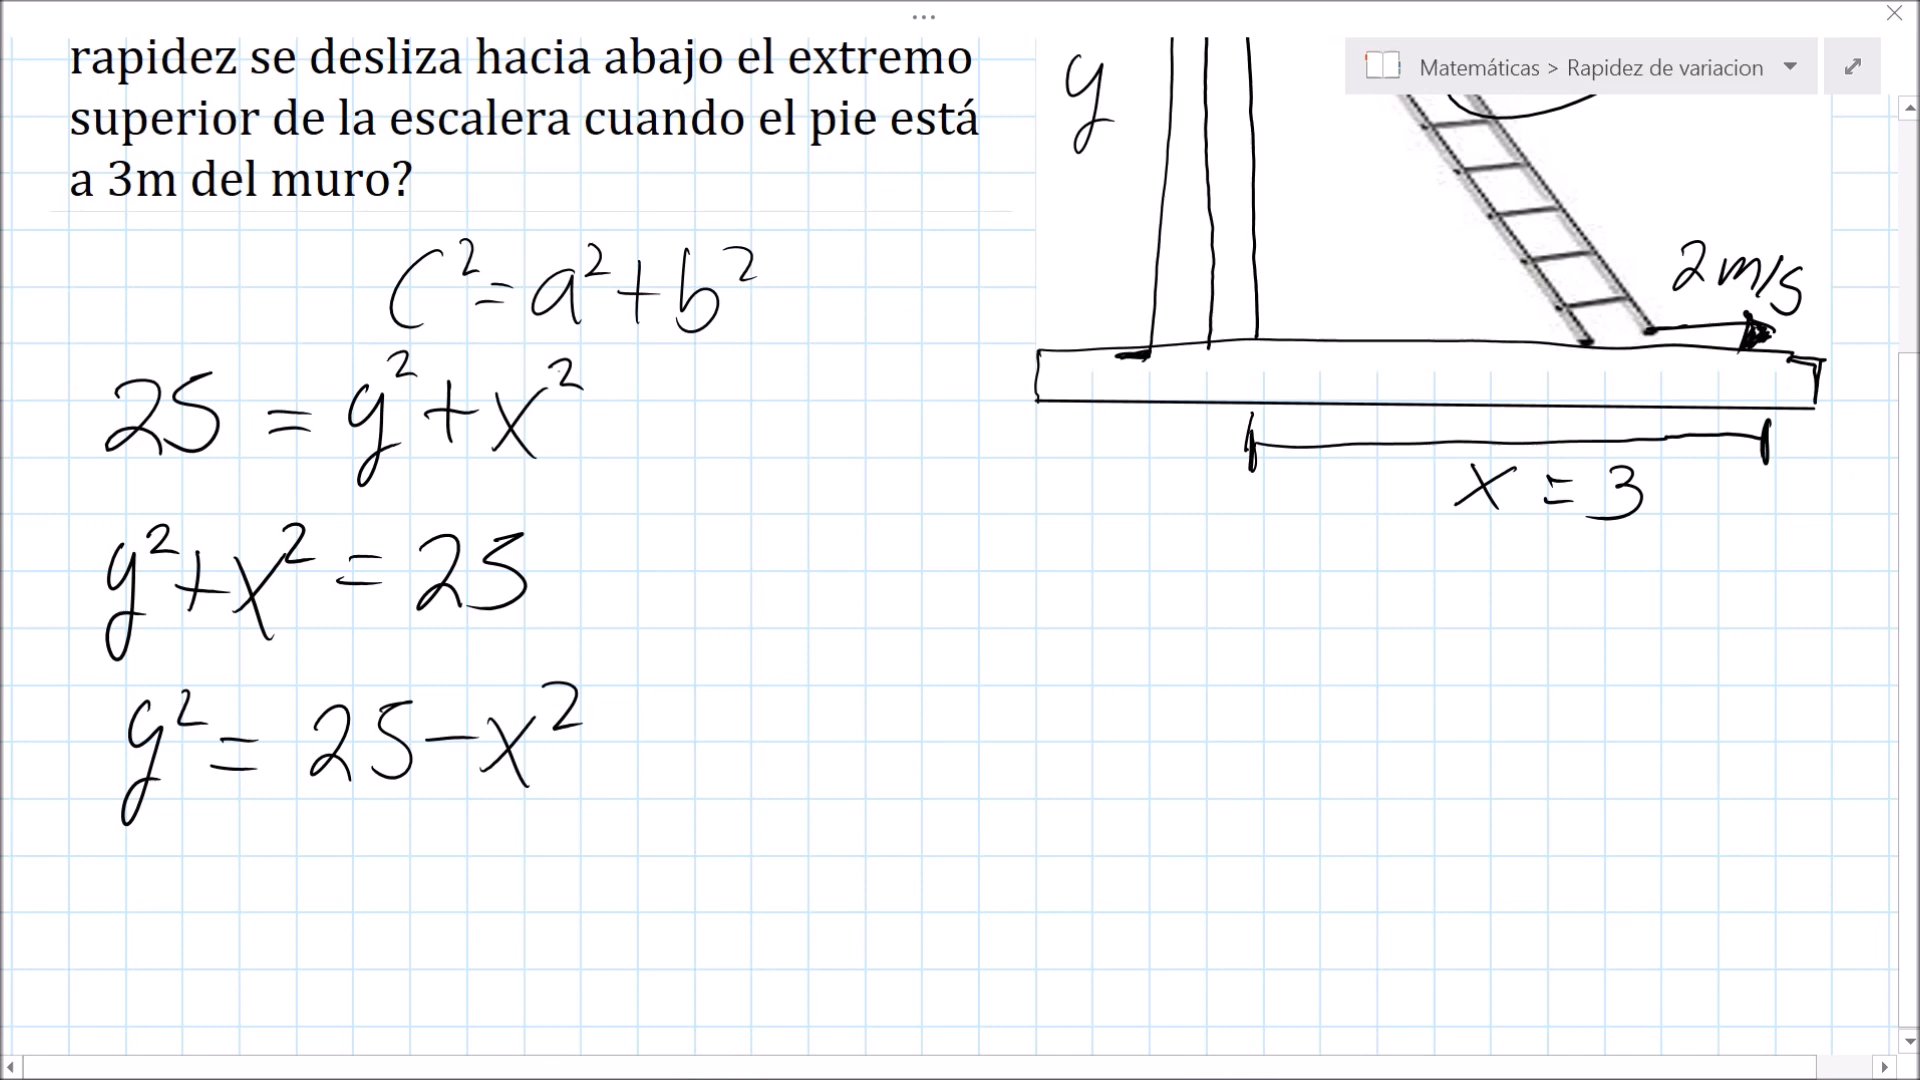 Matemáticas > Rapidez de variacion
rapidez se desliza hacia abajo el extremo
superior de la escalera cuando el pie está
a 3m del muro?
y
2 m/s
x = 3
c² = a² + b²
25 = y² + x²
y² + x² = 25
y² = 25 - x²